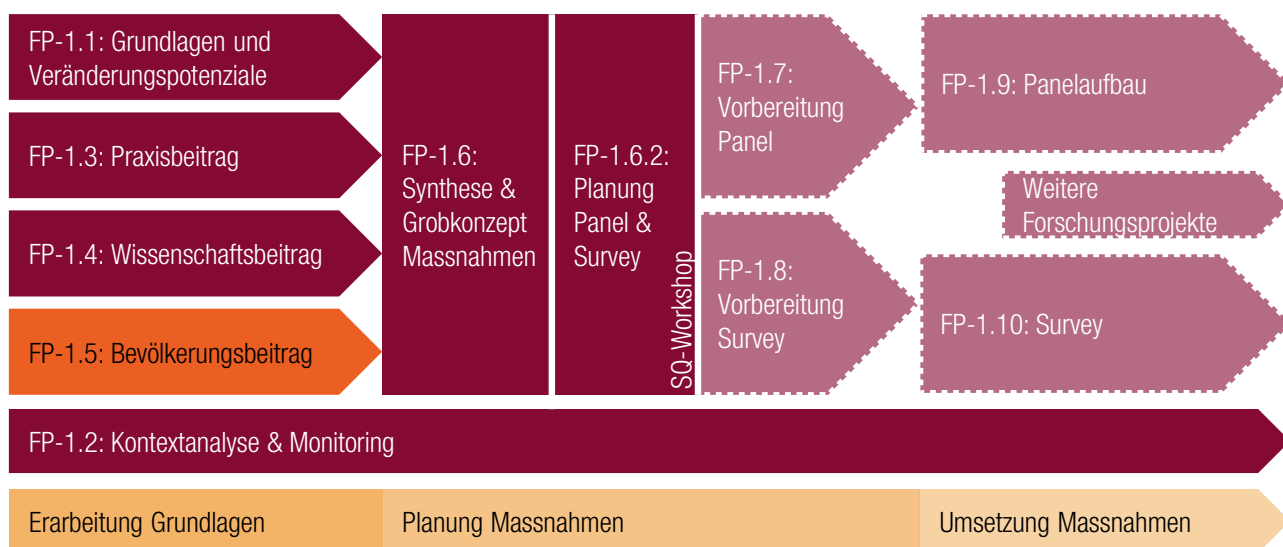 FP-1.1: Grundlagen und
Veränderungspotenziale
FP-1.3: Praxisbeitrag
FP-1.4: Wissenschaftsbeitrag
FP-1.5: Bevölkerungsbeitrag
FP-1.6:
Synthese &
Grobkonzept
Massnahmen
FP-1.6.2:
Planung
Panel &
Survey
SQ-Workshop
FP-1.7:
Vorbereitung
Panel
FP-1.8:
Vorbereitung
Survey
FP-1.9: Panelaufbau
Weitere
Forschungsprojekte
FP-1.10: Survey
FP-1.2: Kontextanalyse & Monitoring
Erarbeitung Grundlagen
Planung Massnahmen
Umsetzung Massnahmen